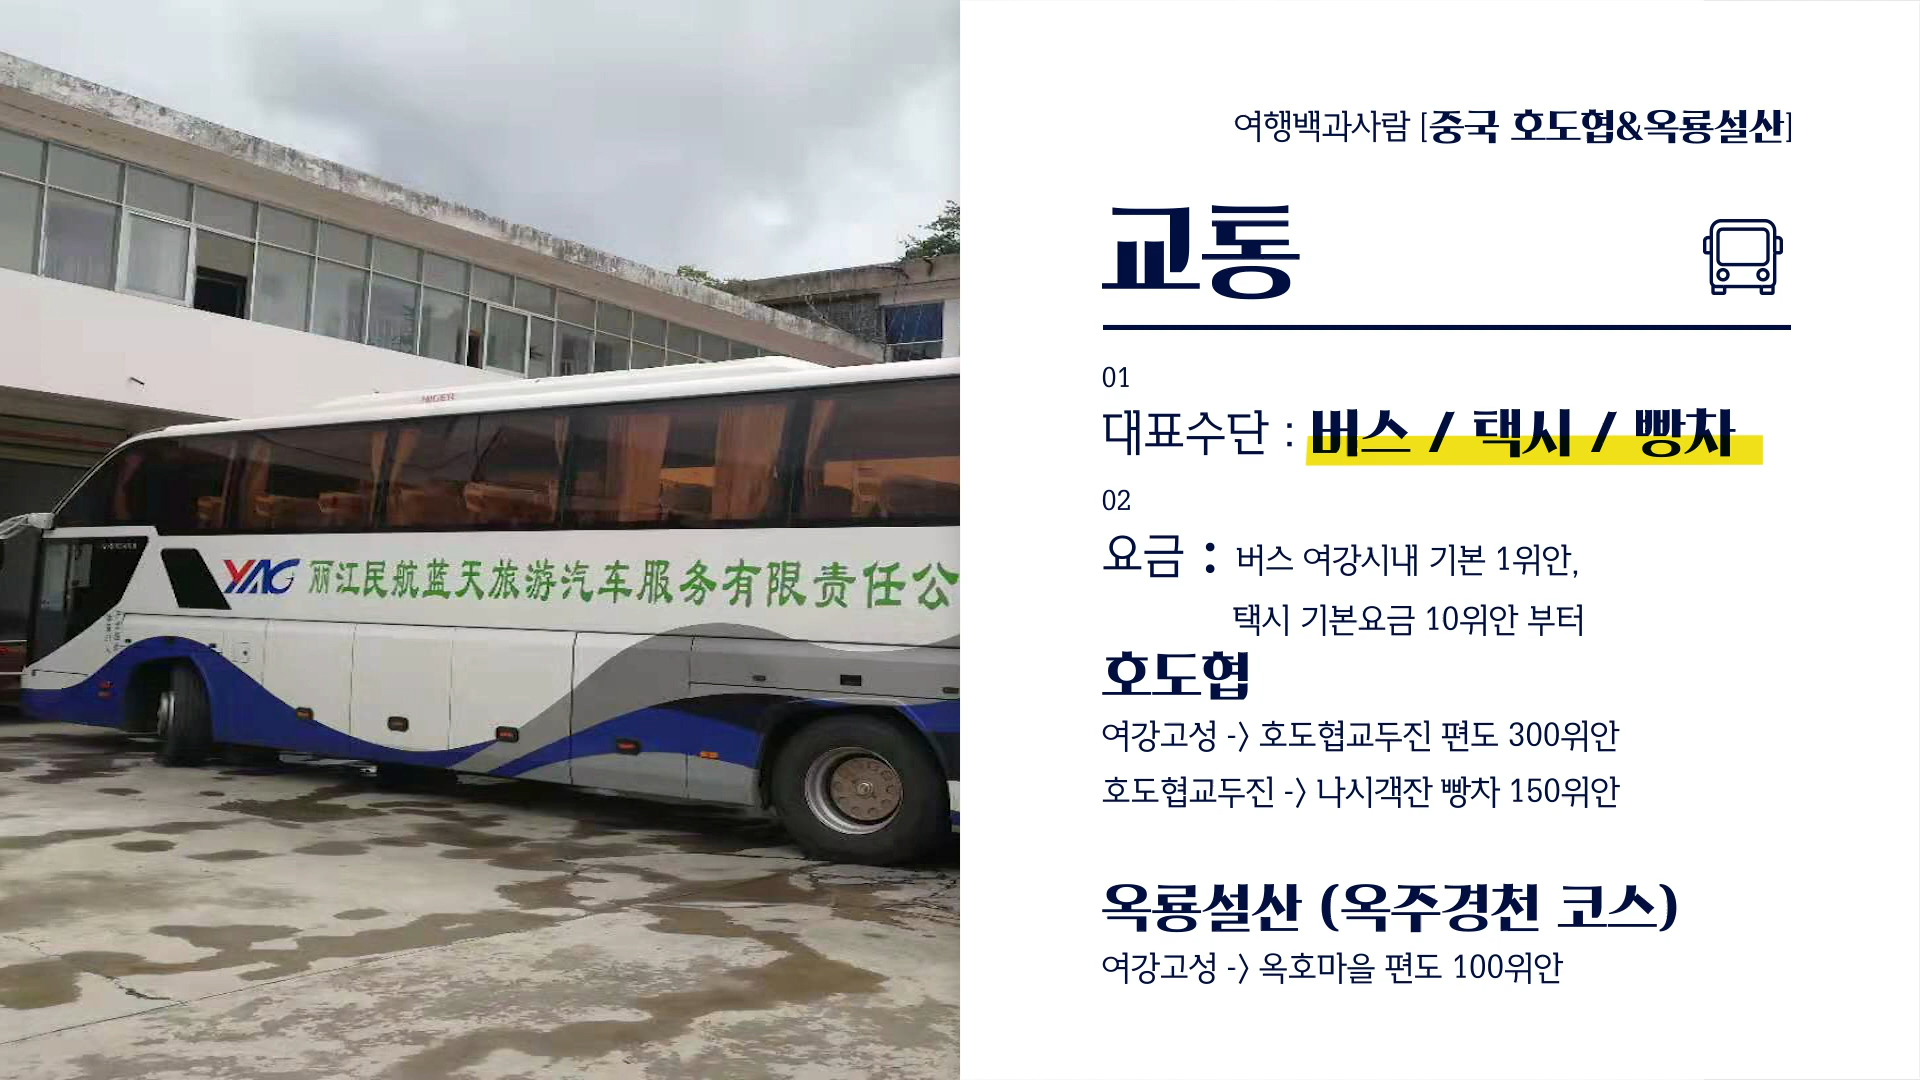 HIGER
YAC 丽江民航蓝天旅游汽车服务有限责任公
여행백과사람 [중국 호도협&옥룡설산]
교통
01
대표수단 : 버스 / 택시 / 빵차
02
요금 : 버스 여강시내 기본 1위안,
택시 기본요금 10위안 부터
호도협
여강고성 -> 호도협교두진 편도 300위안
호도협교두진 -> 나시객잔 빵차 150위안
옥룡설산 (옥주경천 코스)
여강고성 -> 옥호마을 편도 100위안